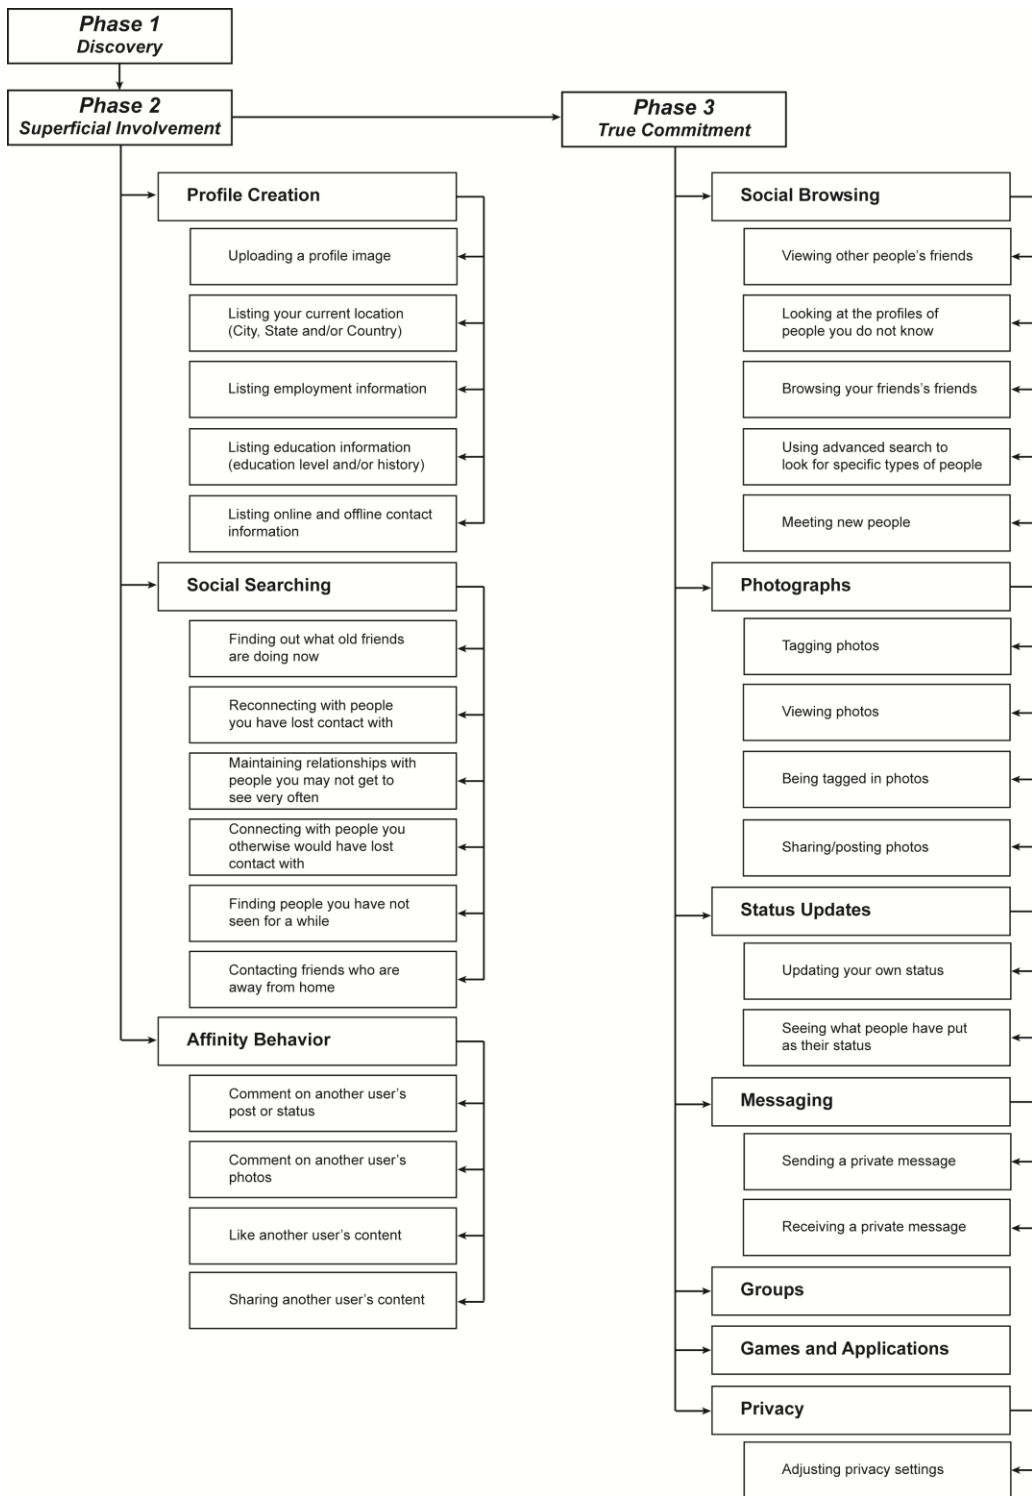 Phase 1
Discovery
Phase 2
Superficial Involvement
Profile Creation
Uploading a profile image
Listing your current location
(City, State and/or Country)
Listing employment information
Listing education information
(education level and/or history)
Listing online and offline contact
information
Social Searching
Finding out what old friends
are doing now
Reconnecting with people
you have lost contact with
Maintaining relationships with
people you may not get to
see very often
Connecting with people you
otherwise would have lost
contact with
Finding people you have not
seen for a while
Contacting friends who are
away from home
Affinity Behavior
Comment on another user's
post or status
Comment on another user's
photos
Like another user's content
Sharing another user's content
Phase 3
True Commitment
Social Browsing
Viewing other people's friends
Looking at the profiles of
people you do not know
Browsing your friends's friends
Using advanced search to
look for specific types of people
Meeting new people
Photographs
Tagging photos
Viewing photos
Being tagged in photos
Sharing/posting photos
Status Updates
Updating your own status
Seeing what people have put
as their status
Messaging
Sending a private message
Receiving a private message
Groups
Games and Applications
Privacy
Adjusting privacy settings